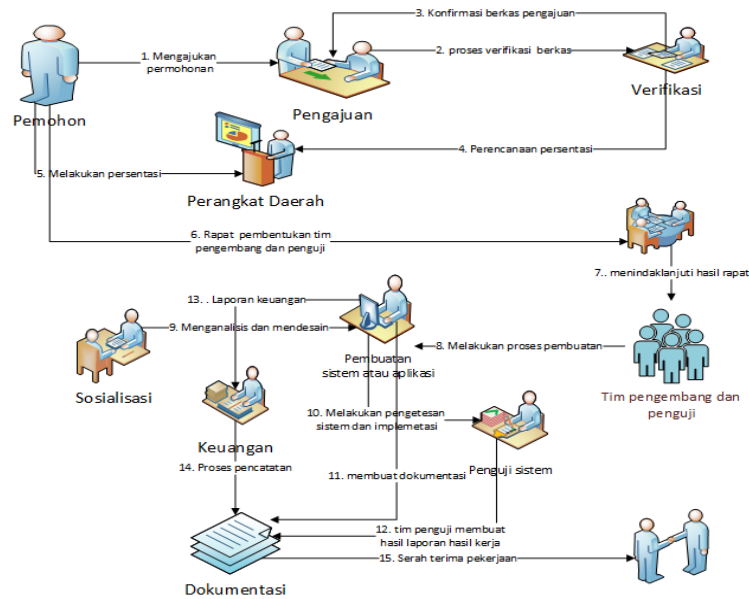 3. Konfirmasi berkas pengajuan
1. Mengajukan
permohonan
2. proses verifikasi berkas
Pemohon
Pengajuan
Verifikasi
4. Perencanaan persentasi
5. Melakukan persentasi
Perangkat Daerah
6. Rapat pembentukan tim
pengembang dan penguji
7.. menindaklanjuti hasil rapat
13. . Laporan keuangan
9. Menganalisis dan mendesain
8. Melakukan proses pembuatan
Pembuatan
sistem atau aplikasi
Sosialisasi
Tim pengembang dan
penguji
10. Melakukan pengetesan
sistem dan implemetasi
Keuangan
14. Proses pencatatan
11. membuat dokumentasi
Penguji sistem
12. tim penguji membuat
hasil laporan hasil kerja
15. Serah terima pekerjaan
Dokumentasi